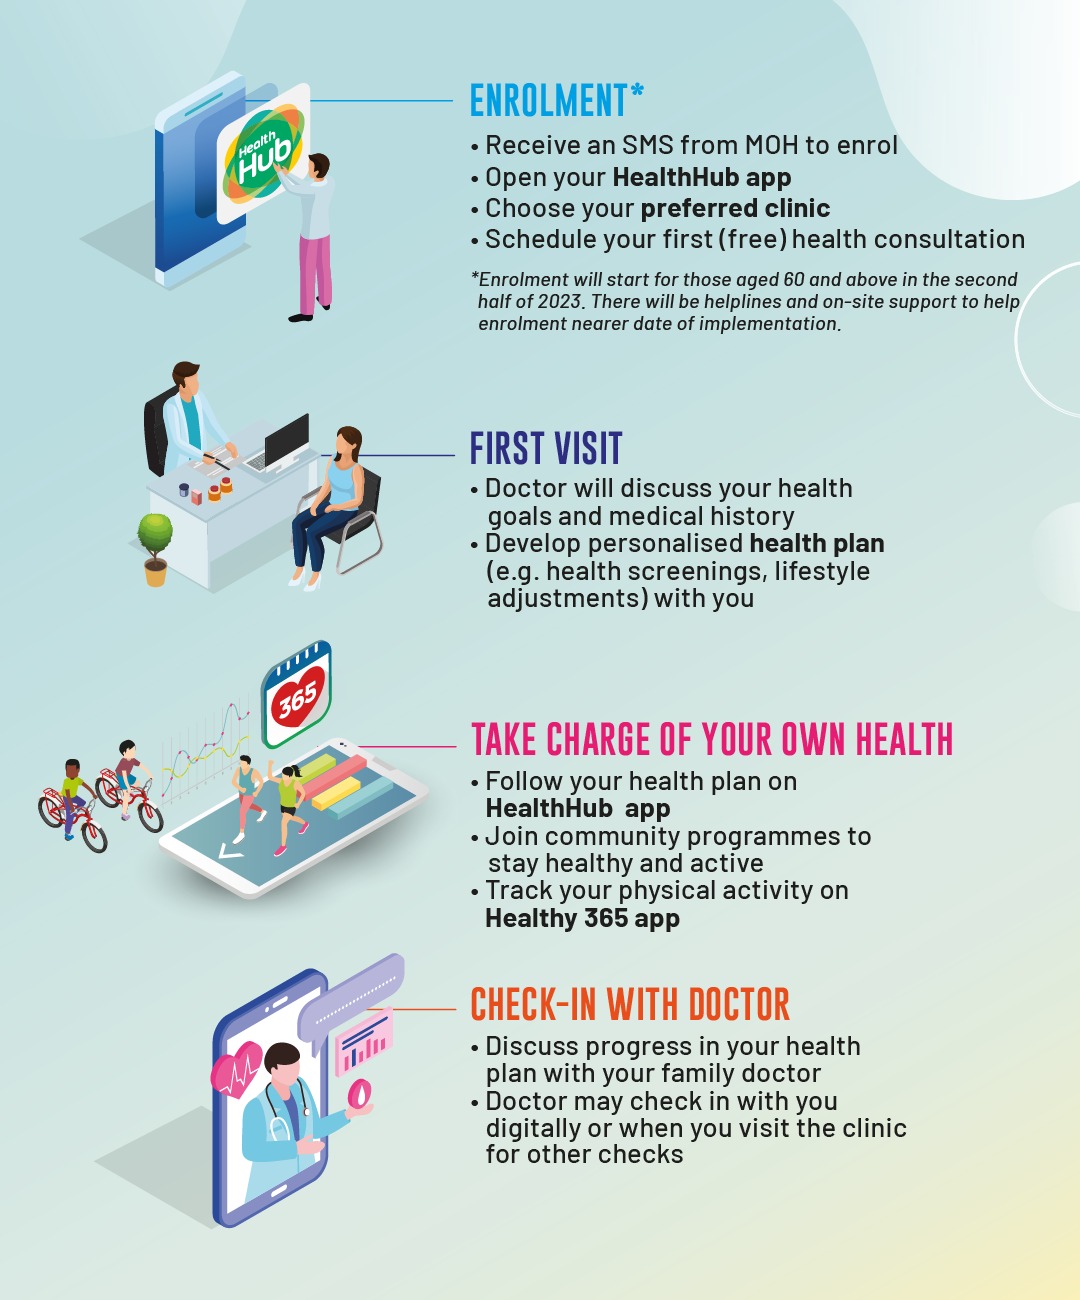 Health
Hub
ENROLMENT*
• Receive an SMS from MOH to enrol
• Open your HealthHub app
• Choose your preferred clinic
• Schedule your first (free) health consultation
*Enrolment will start for those aged 60 and above in the second
half of 2023. There will be helplines and on-site support to help
enrolment nearer date of implementation.
FIRST VISIT
• Doctor will discuss your health
goals and medical history
• Develop personalised health plan
(e.g. health screenings, lifestyle
adjustments) with you
365
TAKE CHARGE OF YOUR OWN HEALTH
• Follow your health plan on
HealthHub  app
• Join community programmes to
stay healthy and active
• Track your physical activity on
Healthy 365 app
CHECK-IN WITH DOCTOR
• Discuss progress in your health
plan with your family doctor
• Doctor may check in with you
digitally or when you visit the clinic
for other checks